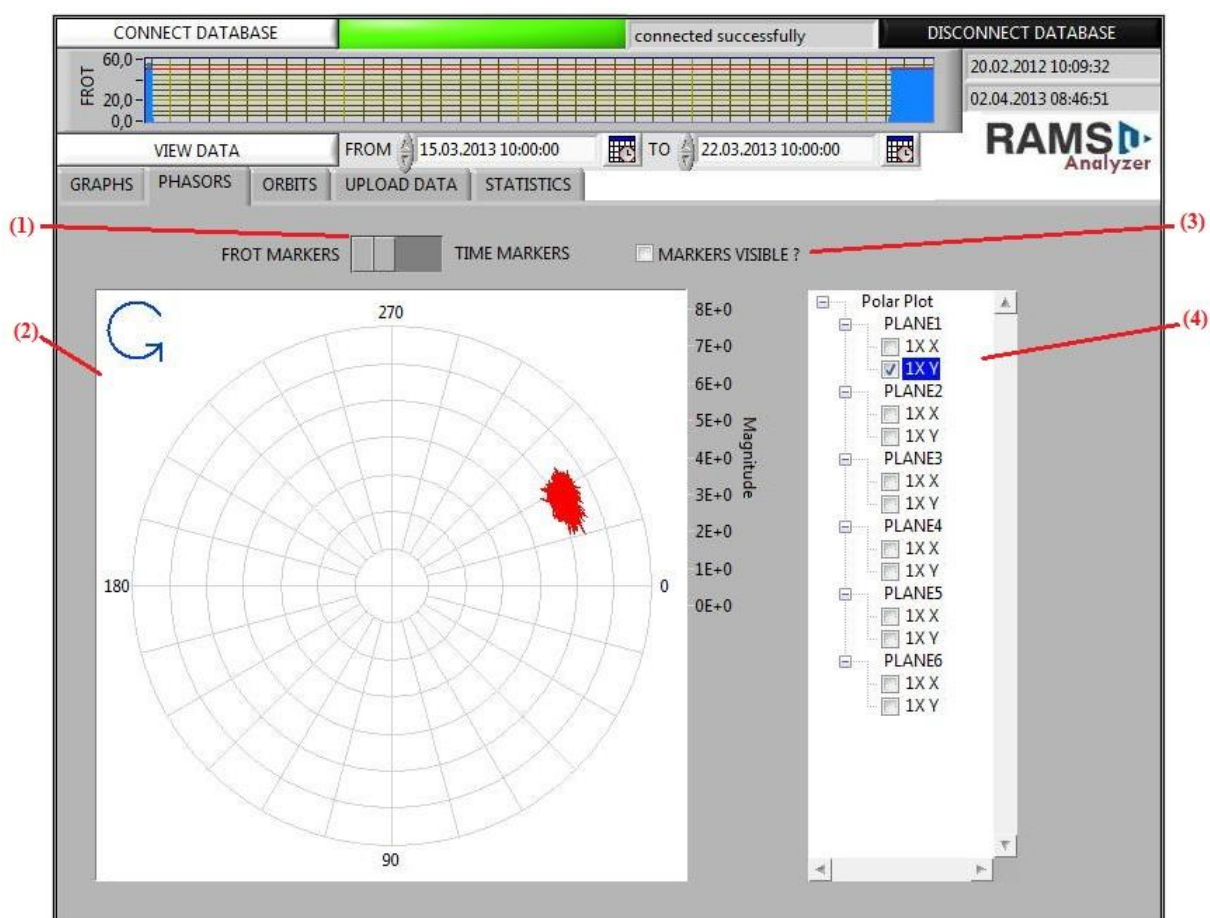 CONNECT DATABASE
connected successfully
DISCONNECT DATABASE
FROT
60,0
20,0
0,0
20.02.2012 10:09:32
02.04.2013 08:46:51
VIEW DATA
FROM 15.03.2013 10:00:00 TO 22.03.2013 10:00:00
RAMS
Analyzer
GRAPHS PHASORS ORBITS UPLOAD DATA STATISTICS
(1)
FROT MARKERS TIME MARKERS MARKERS VISIBLE ?
(3)
(2)
270
180
0
90
8E+0
7E+0
6E+0
5E+0
4E+0
3E+0
2E+0
1E+0
0E+0
Magnitude
Polar Plot
PLANE1
1X X
1X Y
PLANE2
1X X
1X Y
PLANE3
1X X
1X Y
PLANE4
1X X
1X Y
PLANE5
1X X
1X Y
PLANE6
1X X
1X Y
(4)